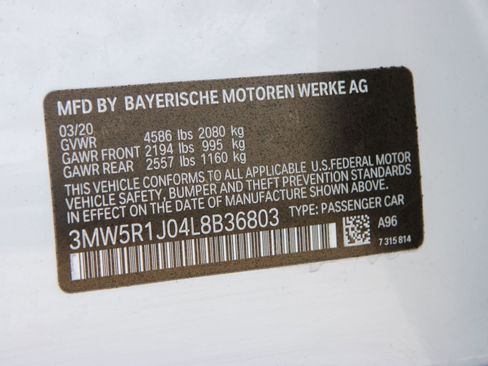 MFD BY BAYERISCHE MOTOREN WERKE AG
03/20
GVWR 4586 lbs 2080 kg
GAWR FRONT 2194 lbs 995 kg
GAWR REAR 2557 lbs 1160 kg
THIS VEHICLE CONFORMS TO ALL APPLICABLE U.S.FEDERAL MOTOR
VEHICLE SAFETY, BUMPER AND THEFT PREVENTION STANDARDS
IN EFFECT ON THE DATE OF MANUFACTURE SHOWN ABOVE.
3MW5R1J04L8B36803 TYPE: PASSENGER CAR
A96
7 315 814